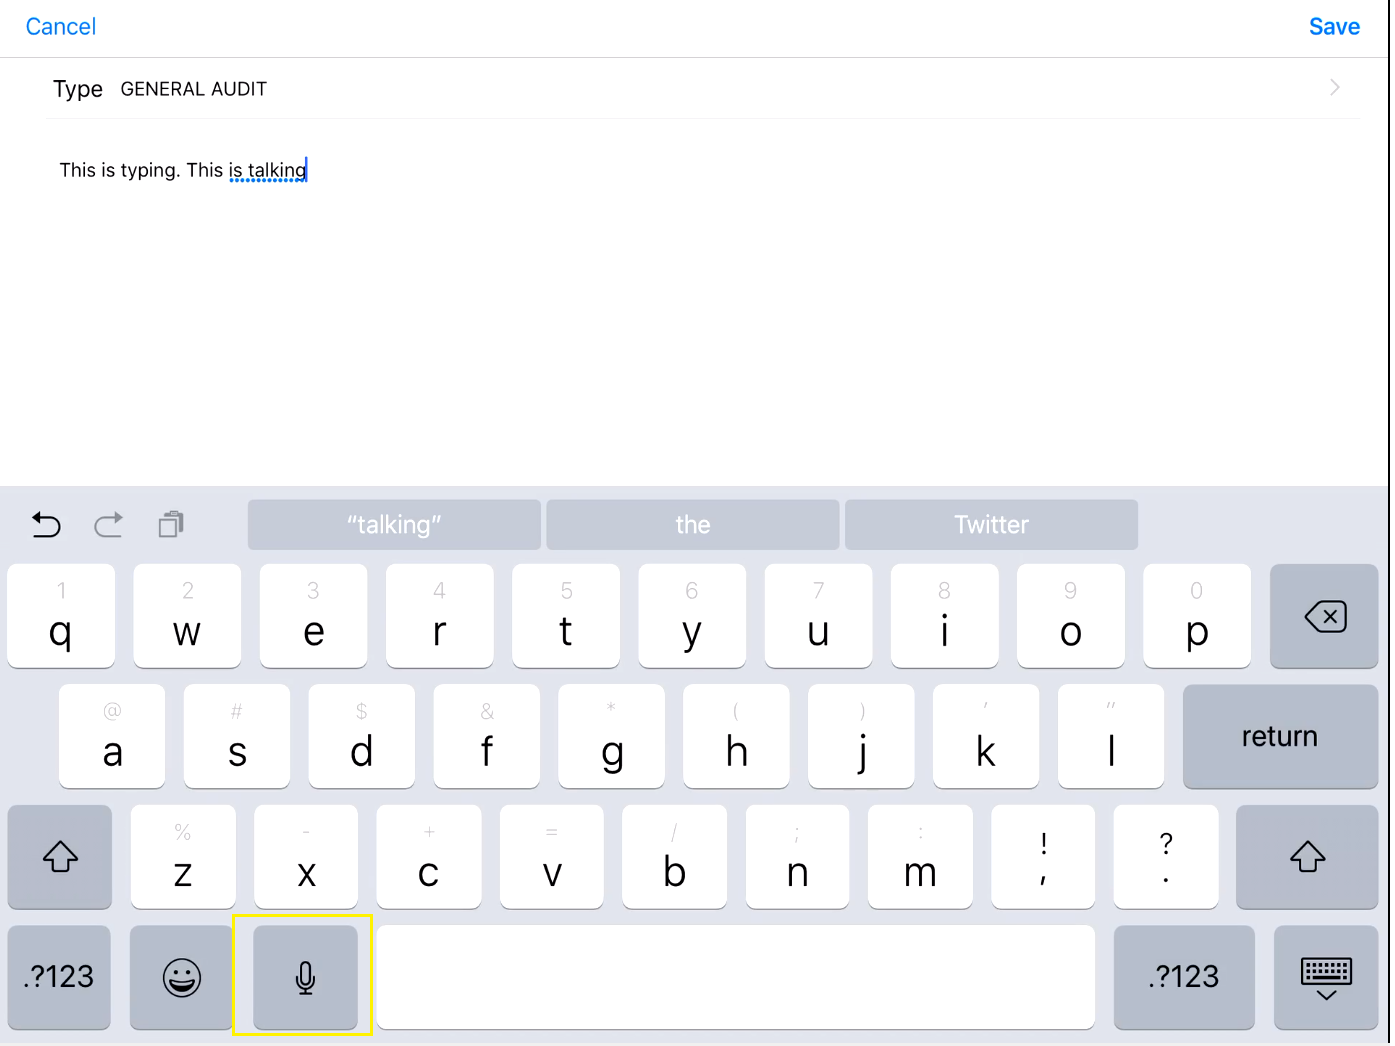 Cancel Save
Type GENERAL AUDIT
This is typing. This is talking
“talking” the Twitter
1 2 3 4 5 6 7 8 9 0
q w e r t y u i o p
@ # $ & * ( ) ' "
a s d f g h j k l return
% - + = / ; : ! ?
z x c v b n m , .
.?123 .?123